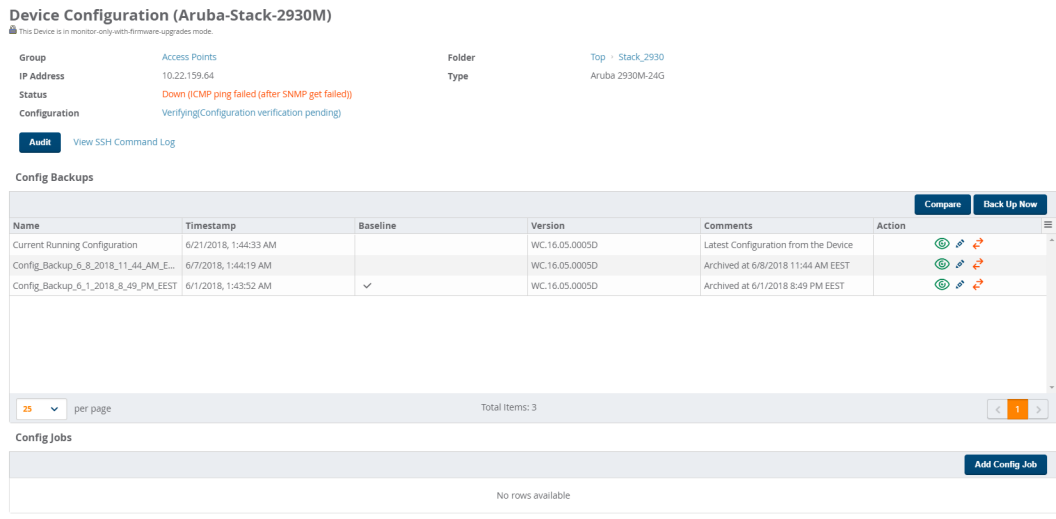 Device Configuration (Aruba-Stack-2930M)
This Device is in monitor-only-with-firmware-upgrades mode.
Group Access Points Folder Top › Stack_2930
IP Address 10.22.159.64 Type Aruba 2930M-24G
Status Down (ICMP ping failed (after SNMP get failed))
Configuration Verifying(Configuration verification pending)
Audit View SSH Command Log
Config Backups
Compare Back Up Now
Name Timestamp Baseline Version Comments Action
Current Running Configuration 6/21/2018, 1:44:33 AM WC.16.05.0005D Latest Configuration from the Device
Config_Backup_6_8_2018_11_44_AM_E... 6/7/2018, 1:44:19 AM WC.16.05.0005D Archived at 6/8/2018 11:44 AM EEST
Config_Backup_6_1_2018_8_49_PM_EEST 6/1/2018, 1:43:52 AM WC.16.05.0005D Archived at 6/1/2018 8:49 PM EEST
25 per page Total Items: 3 1
Config Jobs
Add Config Job
No rows available